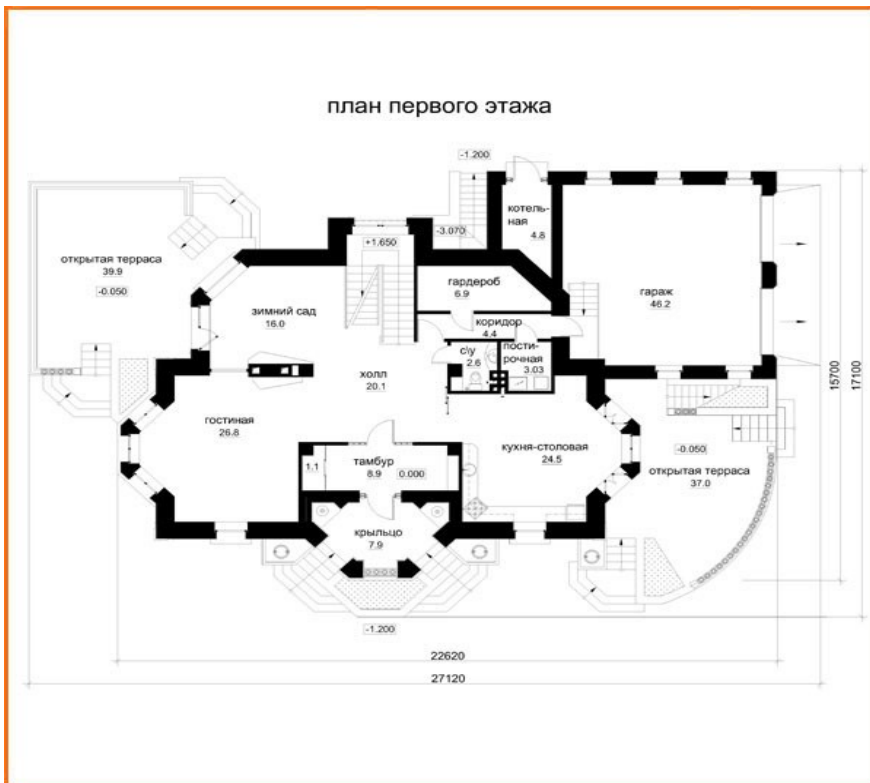 план первого этажа
-1.200
котель-
ная
4.8
-3.070
+1.650
открытая терраса
39.9
-0.050
гардероб
6.9
гараж
46.2
зимний сад
16.0
коридор
4.4
с\у
2.6
пости-
рочная
3.03
холл
20.1
15700
17100
гостиная
26.8
кухня-столовая
24.5
-0.050
открытая терраса
37.0
1.1
тамбур
8.9
0.000
крыльцо
7.9
-1.200
22620
27120